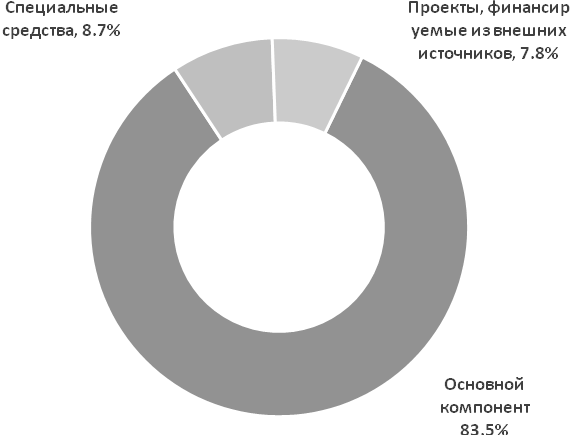 Специальные
средства, 8.7%
Проекты, финансир
уемые из внешних
источников, 7.8%
Основной
компонент
83.5%